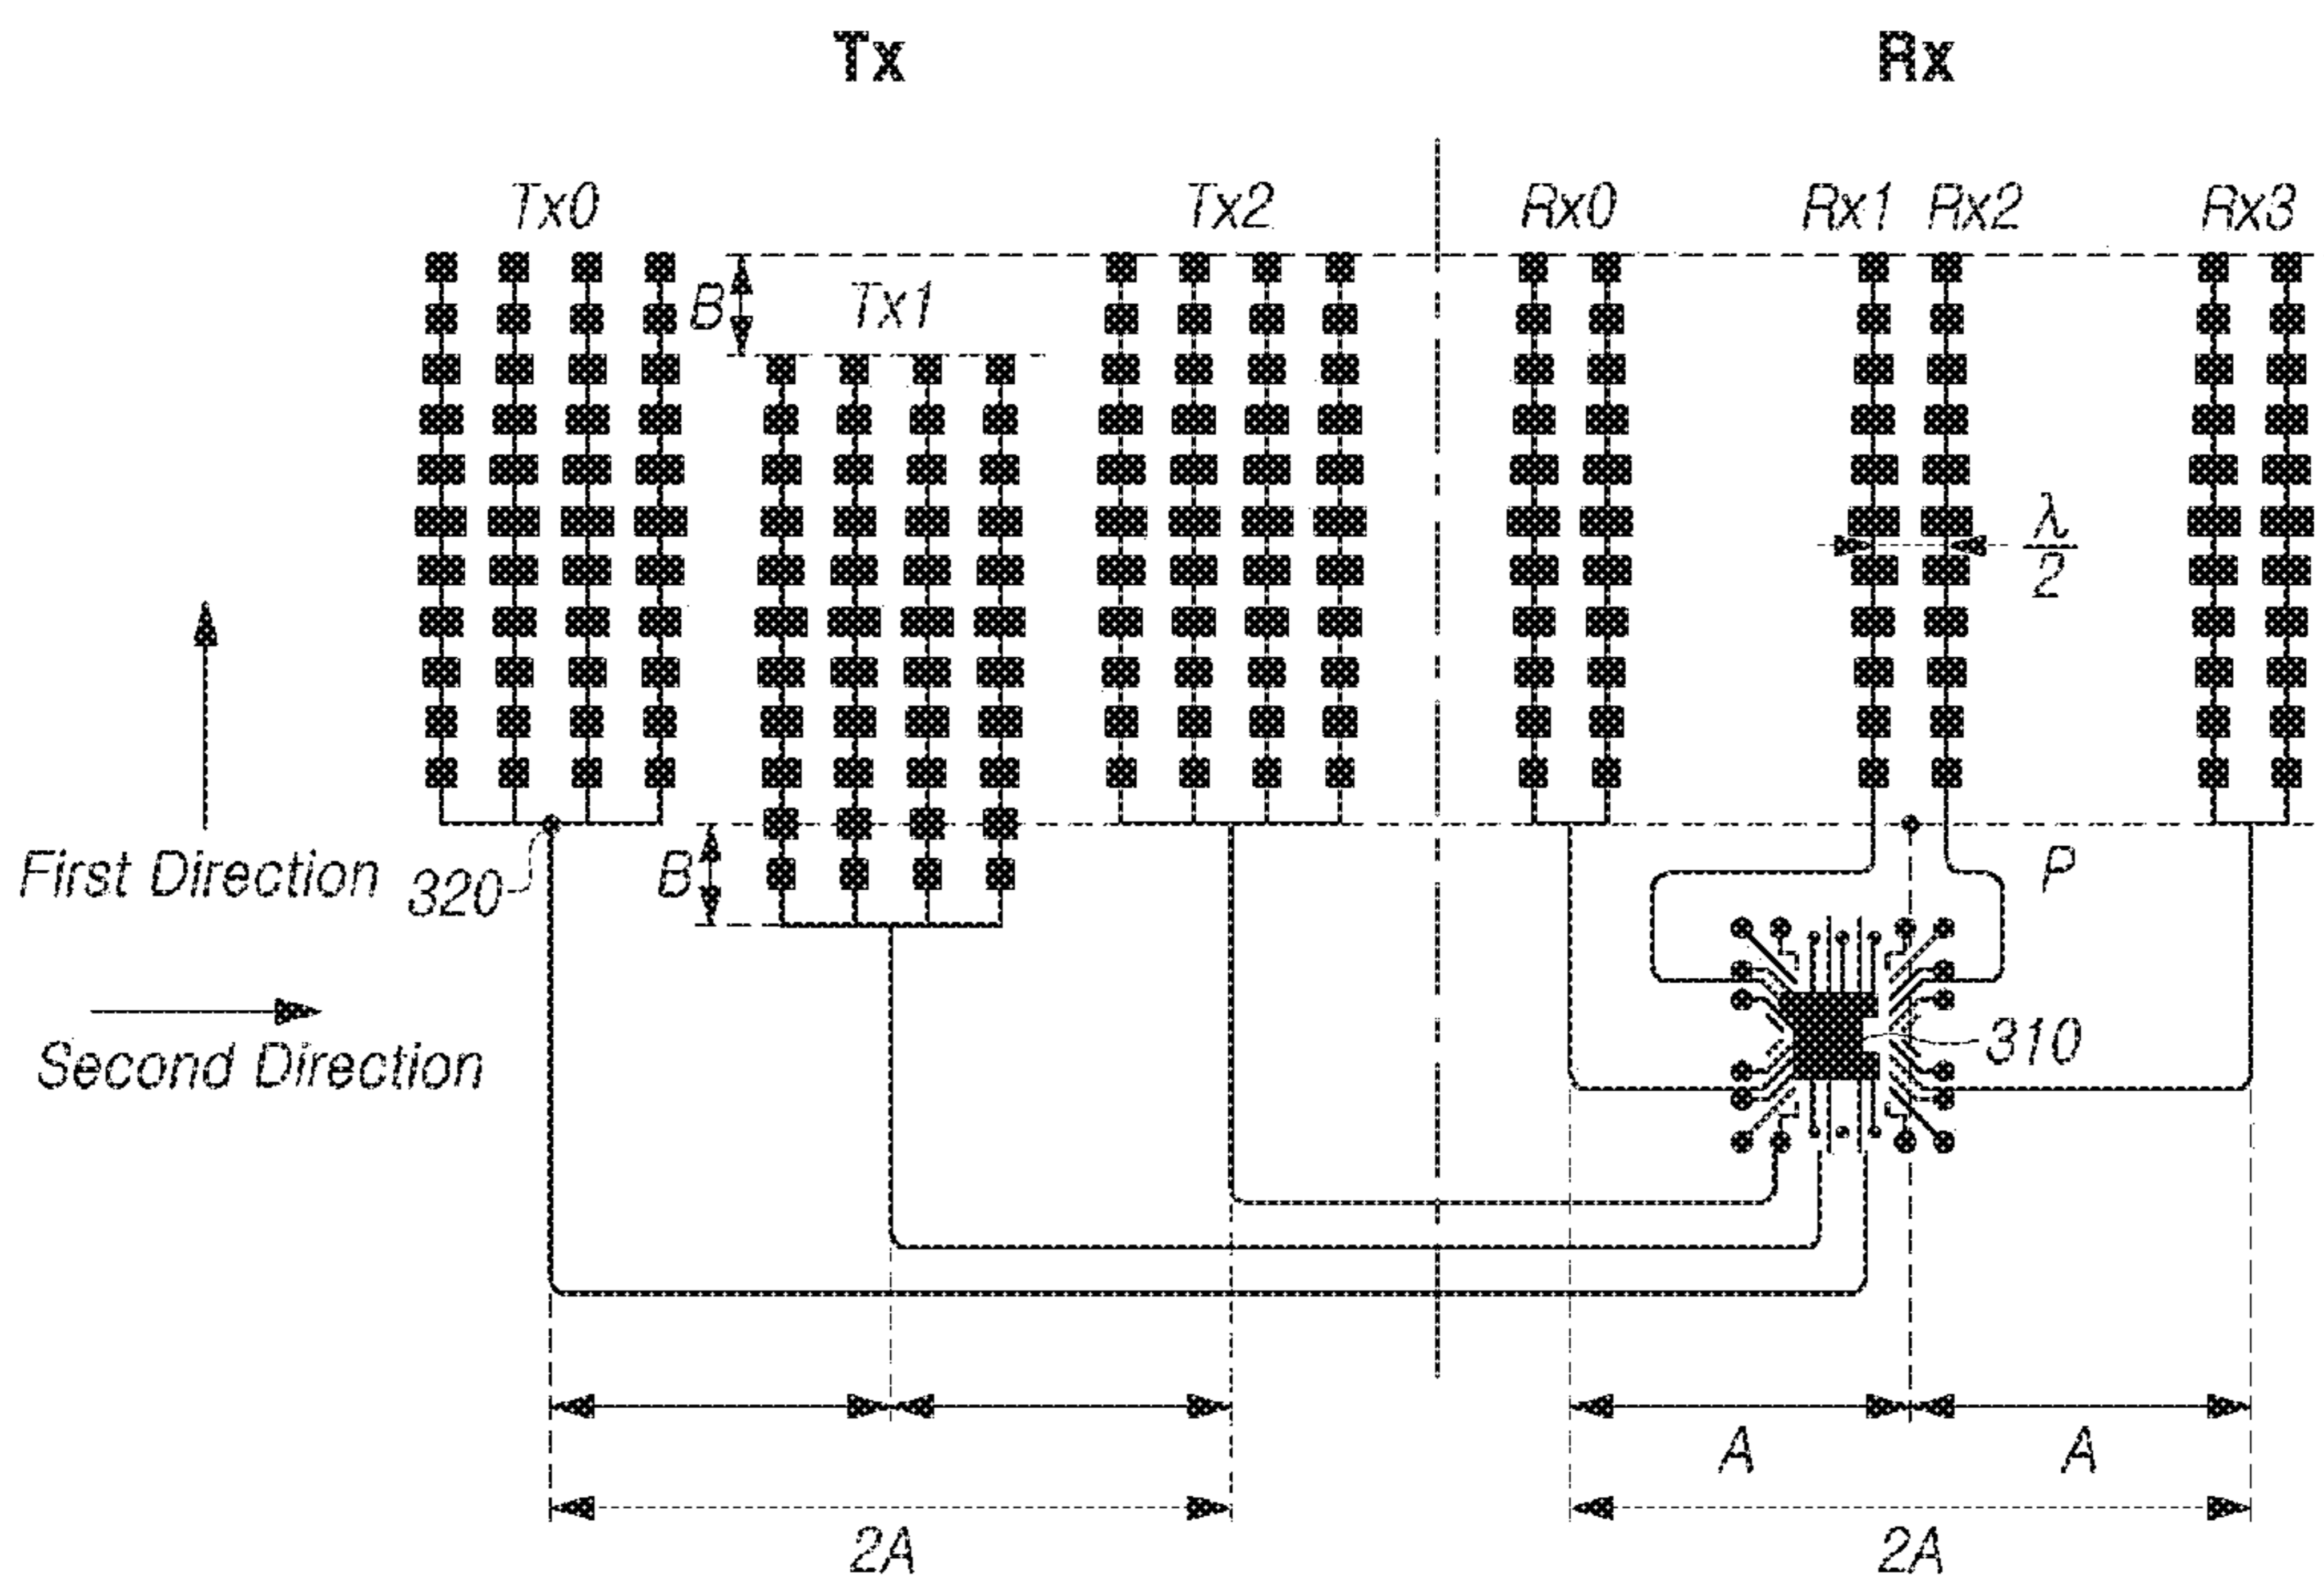 Tx Rx
Tx0 Tx2 Rx0 Rx1 Rx2 Rx3
B Tx1
λ
2
First Direction 320 B P
Second Direction 310
A A
2A 2A